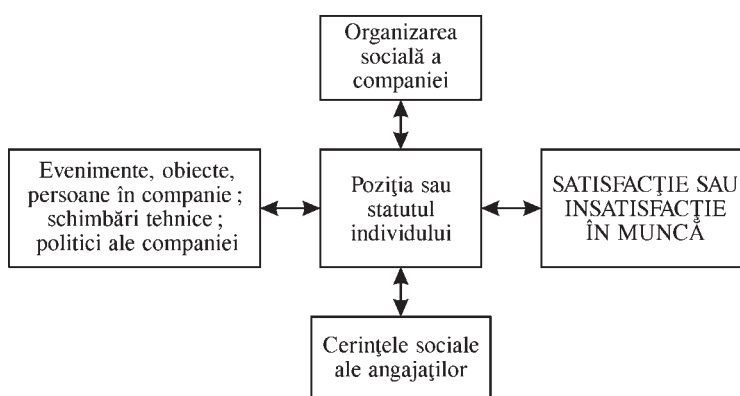 Organizarea
socială a
companiei
Evenimente, obiecte,
persoane în companie ;
schimbări tehnice ;
politici ale companiei
Poziţia sau
statutul
individului
SATISFACŢIE SAU
INSATISFACŢIE
ÎN MUNCĂ
Cerinţele sociale
ale angajaţilor